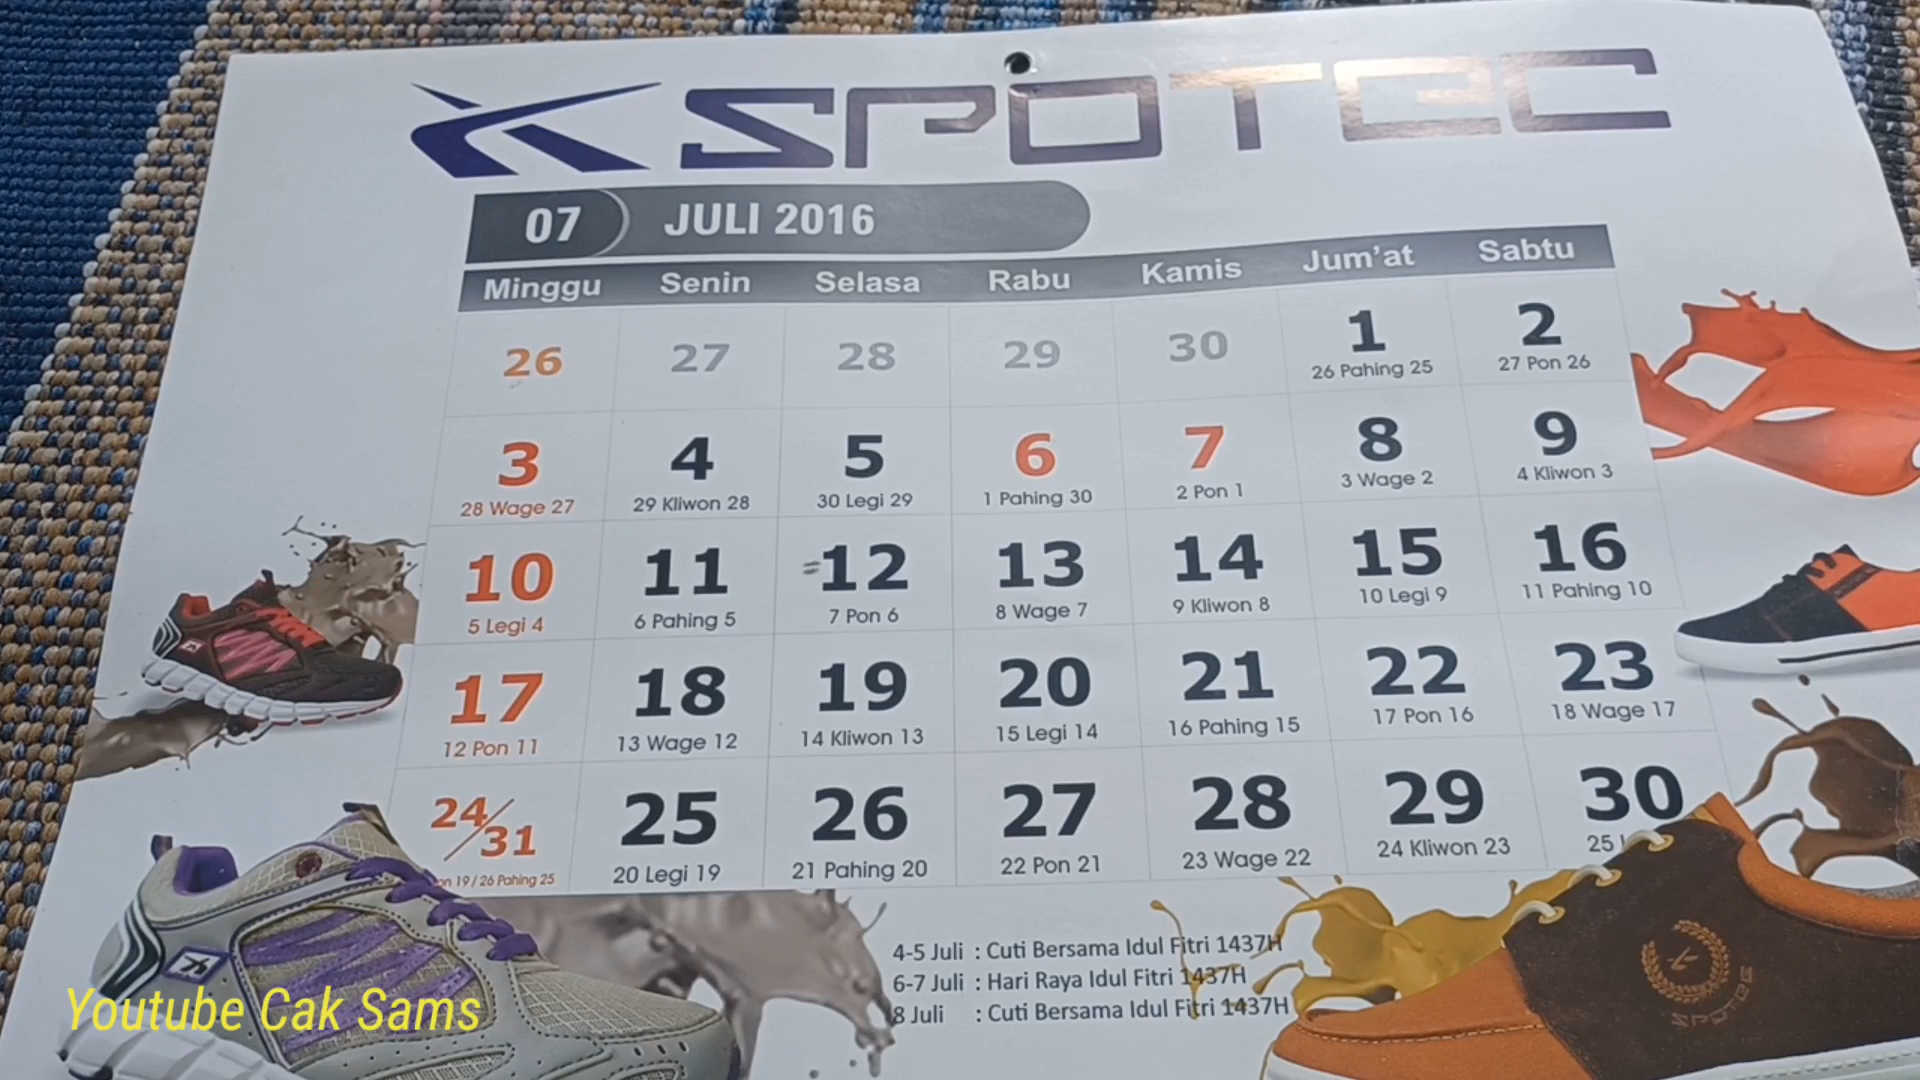 SPOTEC
07 JULI 2016
Minggu Senin Selasa Rabu Kamis Jum'at Sabtu
26 27 28 29 30 1 2
26 Pahing 25 27 Pon 26
3 4 5 6 7 8 9
28 Wage 27 29 Kliwon 28 30 Legi 29 1 Pahing 30 2 Pon 1 3 Wage 2 4 Kliwon 3
10 11 =12 13 14 15 16
5 Legi 4 6 Pahing 5 7 Pon 6 8 Wage 7 9 Kliwon 8 10 Legi 9 11 Pahing 10
17 18 19 20 21 22 23
12 Pon 11 13 Wage 12 14 Kliwon 13 15 Legi 14 16 Pahing 15 17 Pon 16 18 Wage 17
24/31 25 26 27 28 29 30
19 / 26 Pahing 25 20 Legi 19 21 Pahing 20 22 Pon 21 23 Wage 22 24 Kliwon 23 25
4-5 Juli : Cuti Bersama Idul Fitri 1437H
6-7 Juli : Hari Raya Idul Fitri 1437H
8 Juli : Cuti Bersama Idul Fitri 1437H
SPOTEC
Youtube Cak Sams